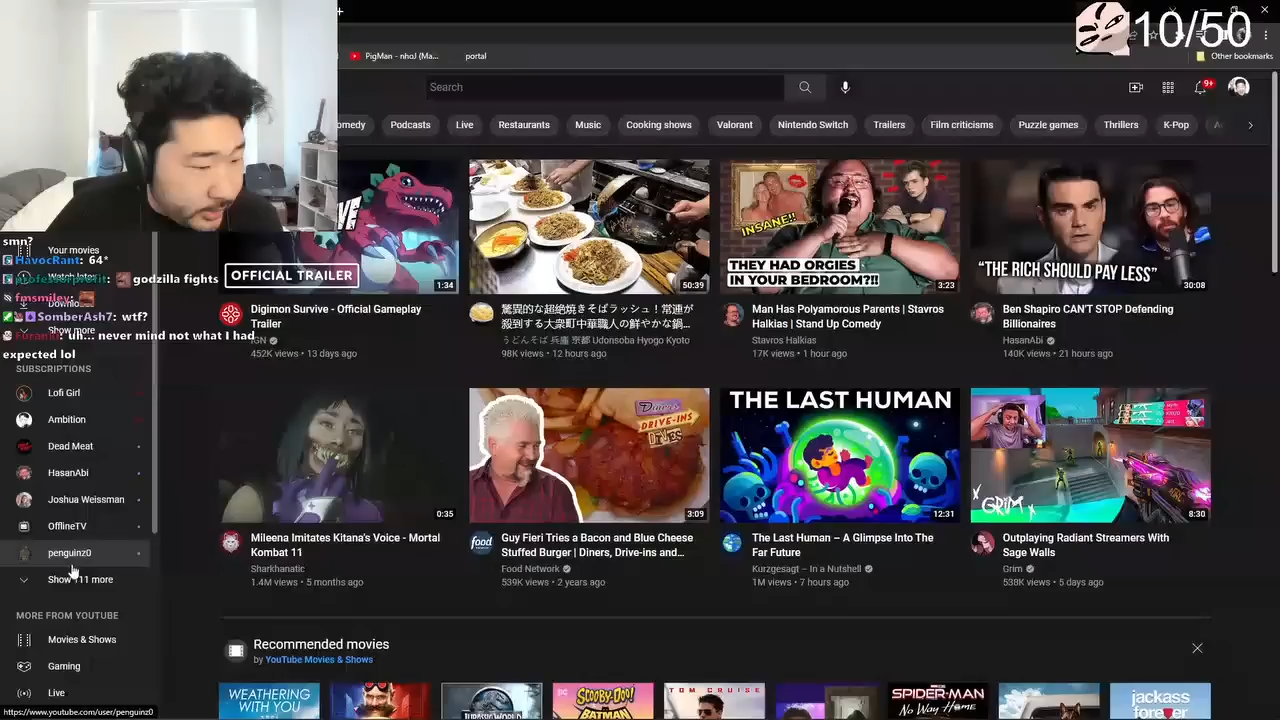 PigMan - nhoJ (Ma...
portal
10/50
Other bookmarks
Search
9+
omedy
Podcasts
Live
Restaurants
Music
Cooking shows
Valorant
Nintendo Switch
Trailers
Film criticisms
Puzzle games
Thrillers
K-Pop
OFFICIAL TRAILER
1:34
50:39
INSANE!!
THEY HAD ORGIES
IN YOUR BEDROOM?!!
3:23
"THE RICH SHOULD PAY LESS"
30:08
Digimon Survive - Official Gameplay
Trailer
IGN
452K views • 13 days ago
驚異的な超絶焼きそばラッシュ！常連が
殺到する大衆町中華職人の鮮やかな鍋...
うどんそば 兵庫 京都 Udonsoba Hyogo Kyoto
98K views • 12 hours ago
Man Has Polyamorous Parents | Stavros
Halkias | Stand Up Comedy
Stavros Halkias
17K views • 1 hour ago
Ben Shapiro CAN'T STOP Defending
Billionaires
HasanAbi
140K views • 21 hours ago
smn?
Your movies
HavocRant: 64*
godzilla fights
fmsmiley:
SomberAsh7: wtf?
Show more
uh... never mind not what I had
expected lol
SUBSCRIPTIONS
Lofi Girl
Ambition
Dead Meat
HasanAbi
Joshua Weissman
OfflineTV
penguinz0
Show 11 more
MORE FROM YOUTUBE
Movies & Shows
Gaming
Live
https://www.youtube.com/user/penguinz0
0:35
Diners
DRIVE-INS
3:09
THE LAST HUMAN
12:31
GRIM
8:30
Mileena Imitates Kitana's Voice - Mortal
Kombat 11
Sharkhanatic
1.4M views • 5 months ago
food
Guy Fieri Tries a Bacon and Blue Cheese
Stuffed Burger | Diners, Drive-ins and...
Food Network
539K views • 2 years ago
The Last Human – A Glimpse Into The
Far Future
Kurzgesagt – In a Nutshell
1M views • 7 hours ago
Outplaying Radiant Streamers With
Sage Walls
Grim
538K views • 5 days ago
Recommended movies
by YouTube Movies & Shows
WEATHERING
WITH YOU
SCOOBY-DOO!
BATMAN
TOM CRUISE
SPIDER-MAN
NO WAY HOME
jackass
forever